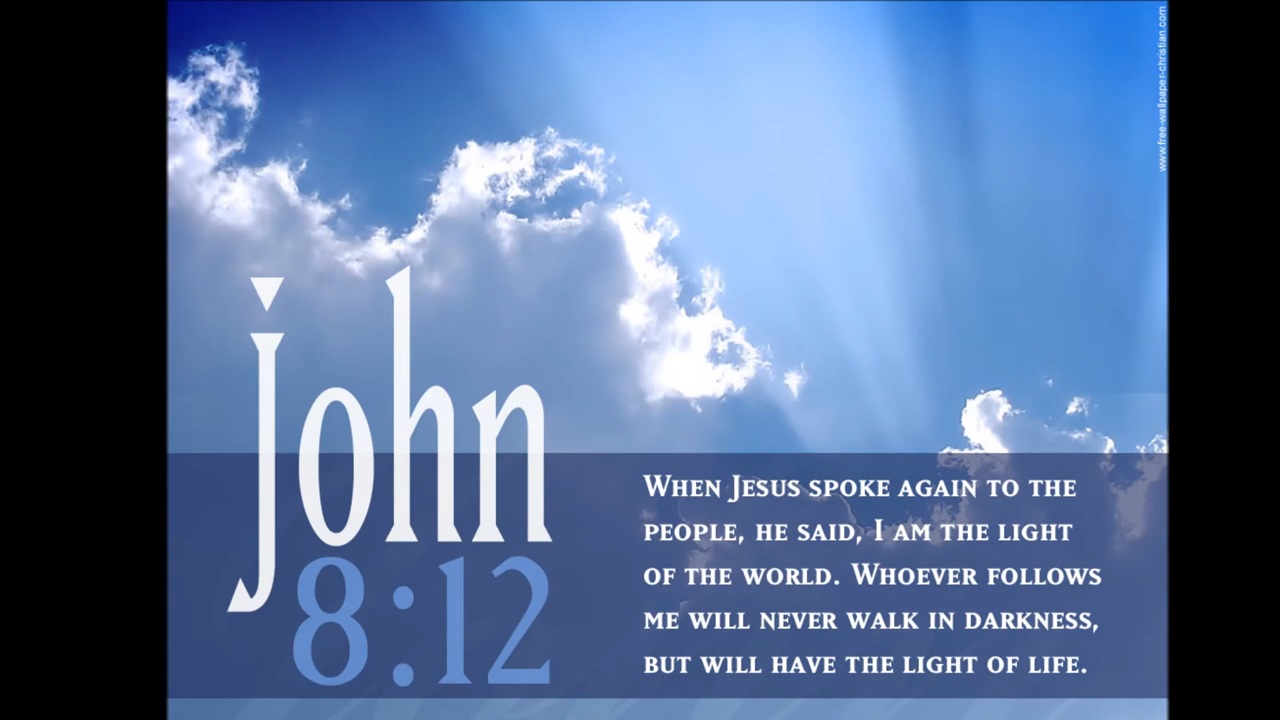 www.free-wallpaper-christian.com
john
8:12
When Jesus spoke again to the
people, he said, I am the light
of the world. Whoever follows
me will never walk in darkness,
but will have the light of life.